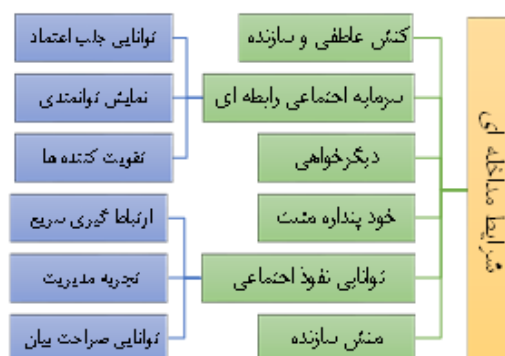 شرایط مداخله ای
کنش عاطفی و سازنده
سرمایه اجتماعی رابطه ای
دیگرخواهی
خود پنداره مثبت
توانایی نفوذ اجتماعی
منش سازنده
توانایی جلب اعتماد
نمایش توانمندی
تقویت کننده ها
ارتباط گیری سریع
تجربه مدیریت
توانایی صراحت بیان